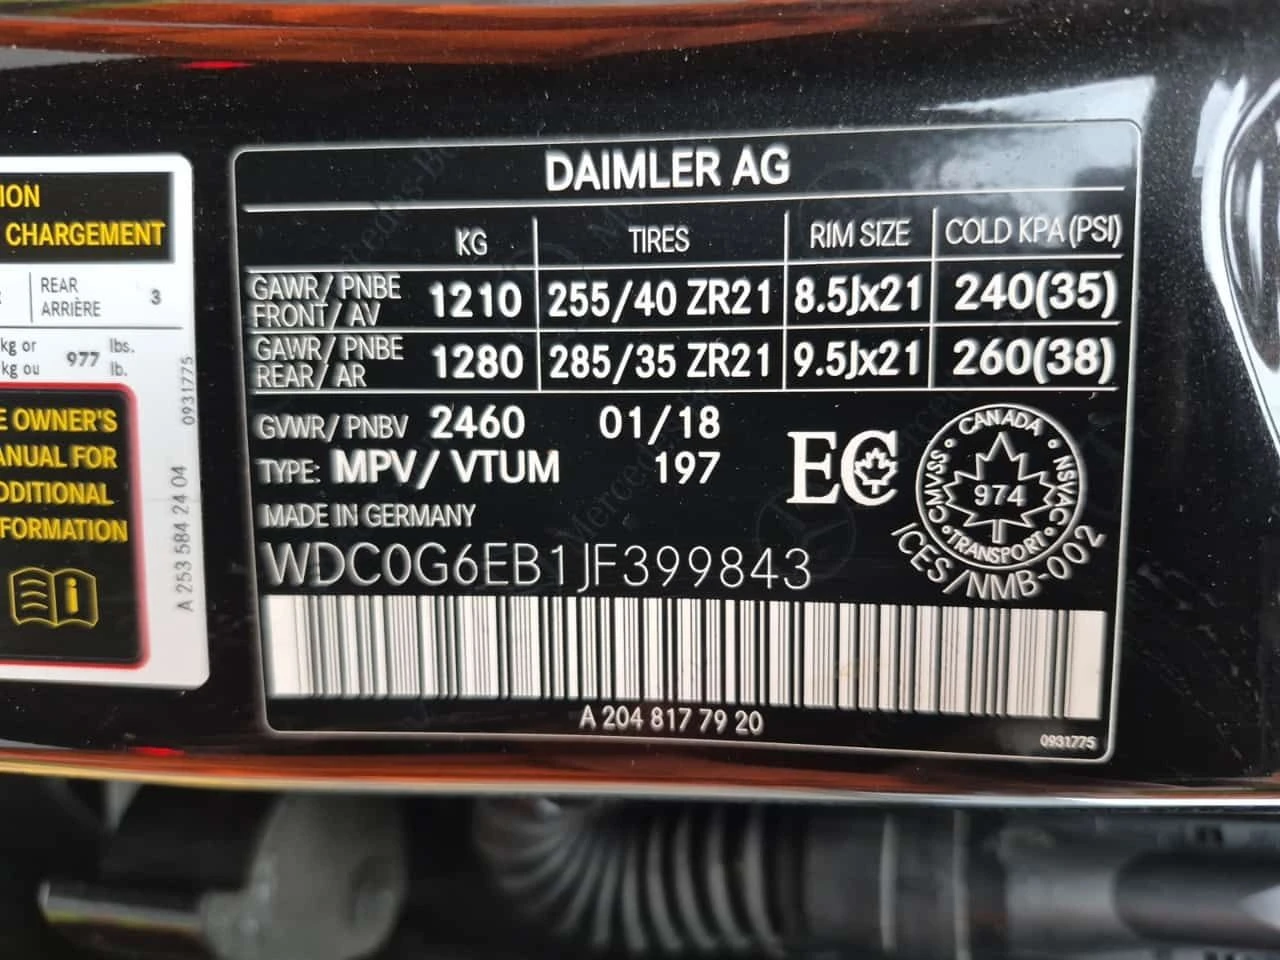 ION
CHARGEMENT
REAR
ARRIÈRE 3
kg or 977 lbs.
kg ou lb.
OWNER'S
FOR
0931775
A 253 584 24 04
DAIMLER AG
KG TIRES RIM SIZE COLD KPA (PSI)
GAWR/ PNBE FRONT/ AV 1210 255/40 ZR21 8.5Jx21 240(35)
GAWR/ PNBE REAR/ AR 1280 285/35 ZR21 9.5Jx21 260(38)
GVWR/ PNBV 2460 01/18
TYPE: MPV/ VTUM 197
MADE IN GERMANY
WDC0G6EB1JF399843
EC
CANADA
CMVSS NSVAC
974
TRANSPORT
ICES/NMB-002
A 204 817 79 20
0931775